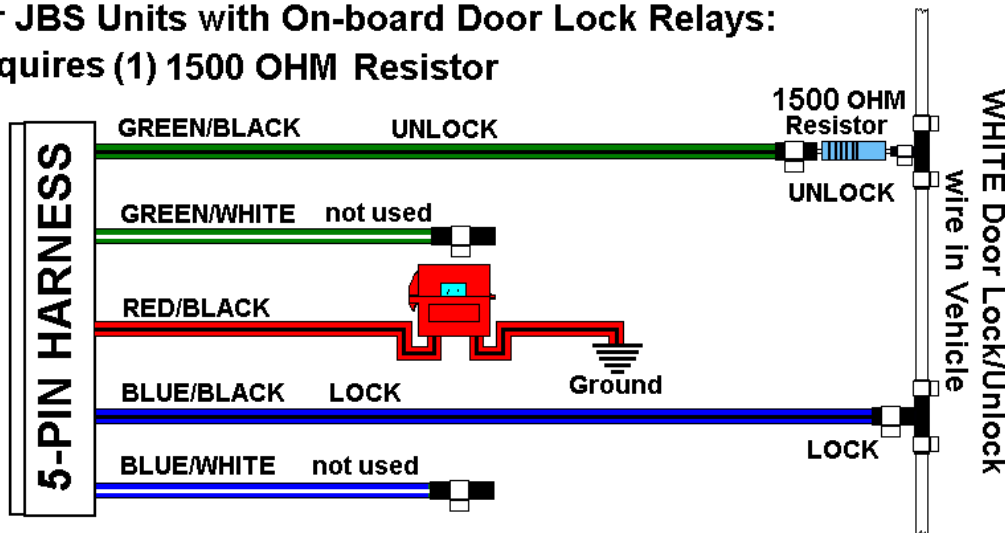 JBS Units with On-board Door Lock Relays:
(1) 1500 OHM Resistor
1500 OHM
Resistor
GREEN/BLACK UNLOCK
UNLOCK
GREEN/WHITE not used
RED/BLACK
Ground
BLUE/BLACK LOCK
LOCK
BLUE/WHITE not used
5-PIN HARNESS
WHITE Door Lock/Unlock
wire in Vehicle